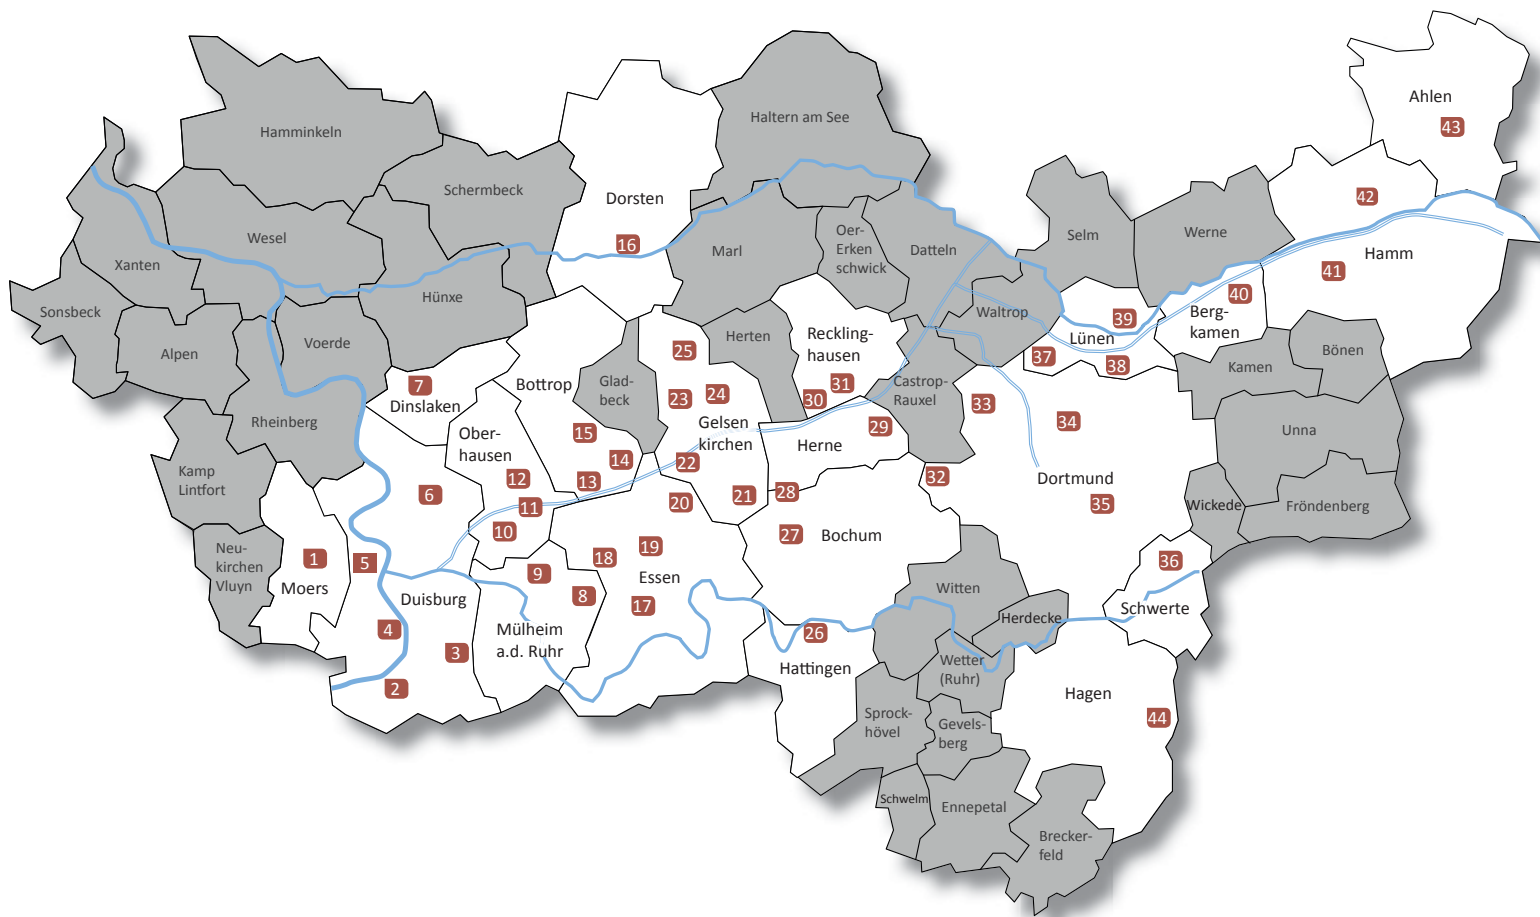 Ahlen
43
Haltern am See
Hamminkeln
Schermbeck
Dorsten
16
42
Wesel
Marl
Oer-
Erken
schwick
Datteln
Selm
Werne
Hamm
41
Xanten
Hünxe
Sonsbeck
40
Berg-
kamen
39
Lünen
Waltrop
Voerde
Alpen
Herten
Reckling-
hausen
31
30
25
37
38
Kamen
Bönen
7
Dinslaken
Bottrop
Glad-
beck
23
24
Gelsen
kirchen
Castrop-
Rauxel
33
34
Rheinberg
Ober-
hausen
15
14
22
Herne
29
Unna
Kamp
Lintfort
12
13
6
11
10
20
21
28
32
Dortmund
35
Wickede
Fröndenberg
Neu-
kirchen
Vluyn
1
Moers
5
18
19
27
Bochum
36
Schwerte
9
8
Essen
17
Witten
Herdecke
Duisburg
4
3
2
Mülheim
a.d. Ruhr
26
Hattingen
Wetter
(Ruhr)
Hagen
44
Sprock-
hövel
Gevels-
berg
Schwelm
Ennepetal
Brecker-
feld